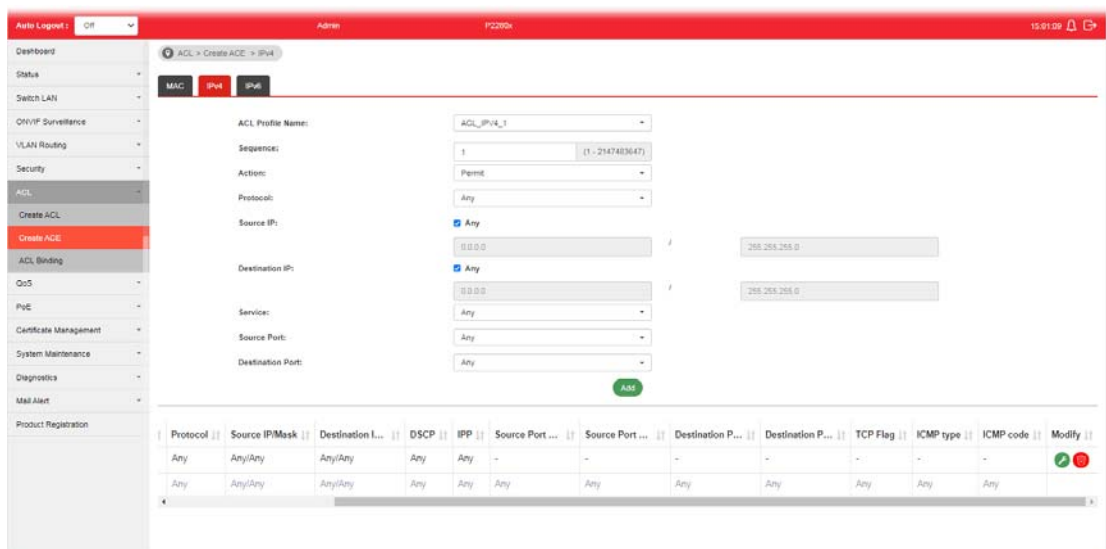 Auto Logout : Off Admin P2280x 15:01:09
Dashboard
Status
Switch LAN
ONVIF Surveillance
VLAN Routing
Security
ACL
Create ACL
Create ACE
ACL Binding
QoS
PoE
Certificate Management
System Maintenance
Diagnostics
Mail Alert
Product Registration
ACL > Create ACE > IPv4
MAC IPv4 IPv6
ACL Profile Name: ACL_IPV4_1
Sequence: 1 (1 - 2147483647)
Action: Permit
Protocol: Any
Source IP: Any
0.0.0.0 / 255.255.255.0
Destination IP: Any
0.0.0.0 / 255.255.255.0
Service: Any
Source Port: Any
Destination Port: Any
Add
Protocol Source IP/Mask Destination I... DSCP IPP Source Port ... Source Port ... Destination P... Destination P... TCP Flag ICMP type ICMP code Modify
Any Any/Any Any/Any Any Any - - - - - - -
Any Any/Any Any/Any Any Any Any Any Any Any Any Any Any